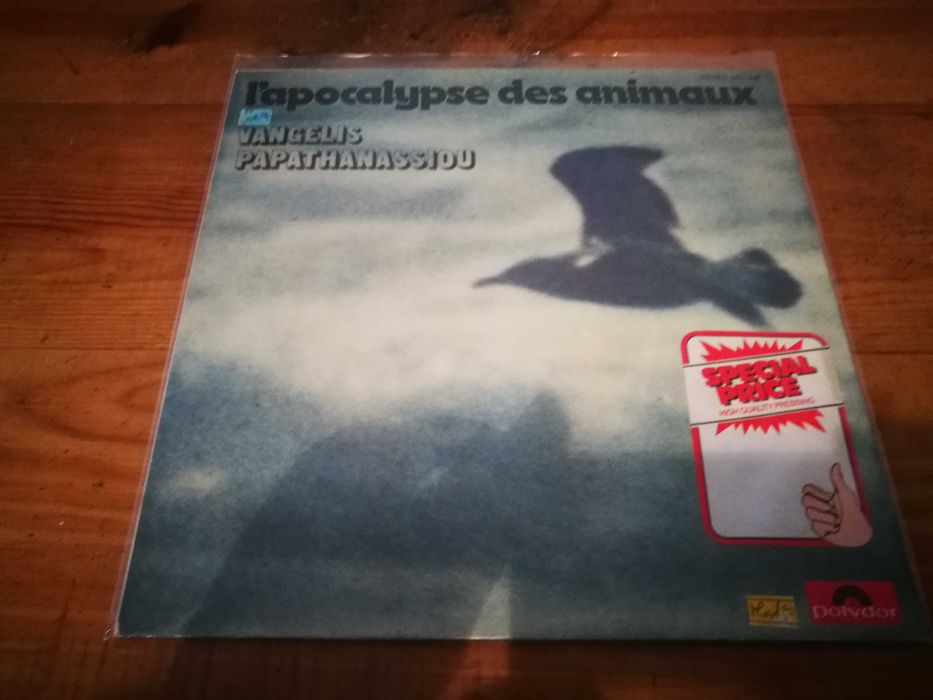 l'apocalypse des animaux
VANGELIS
PAPATHANASSIOU
SPECIAL
PRICE
HIGH QUALITY PRESSING
polydor